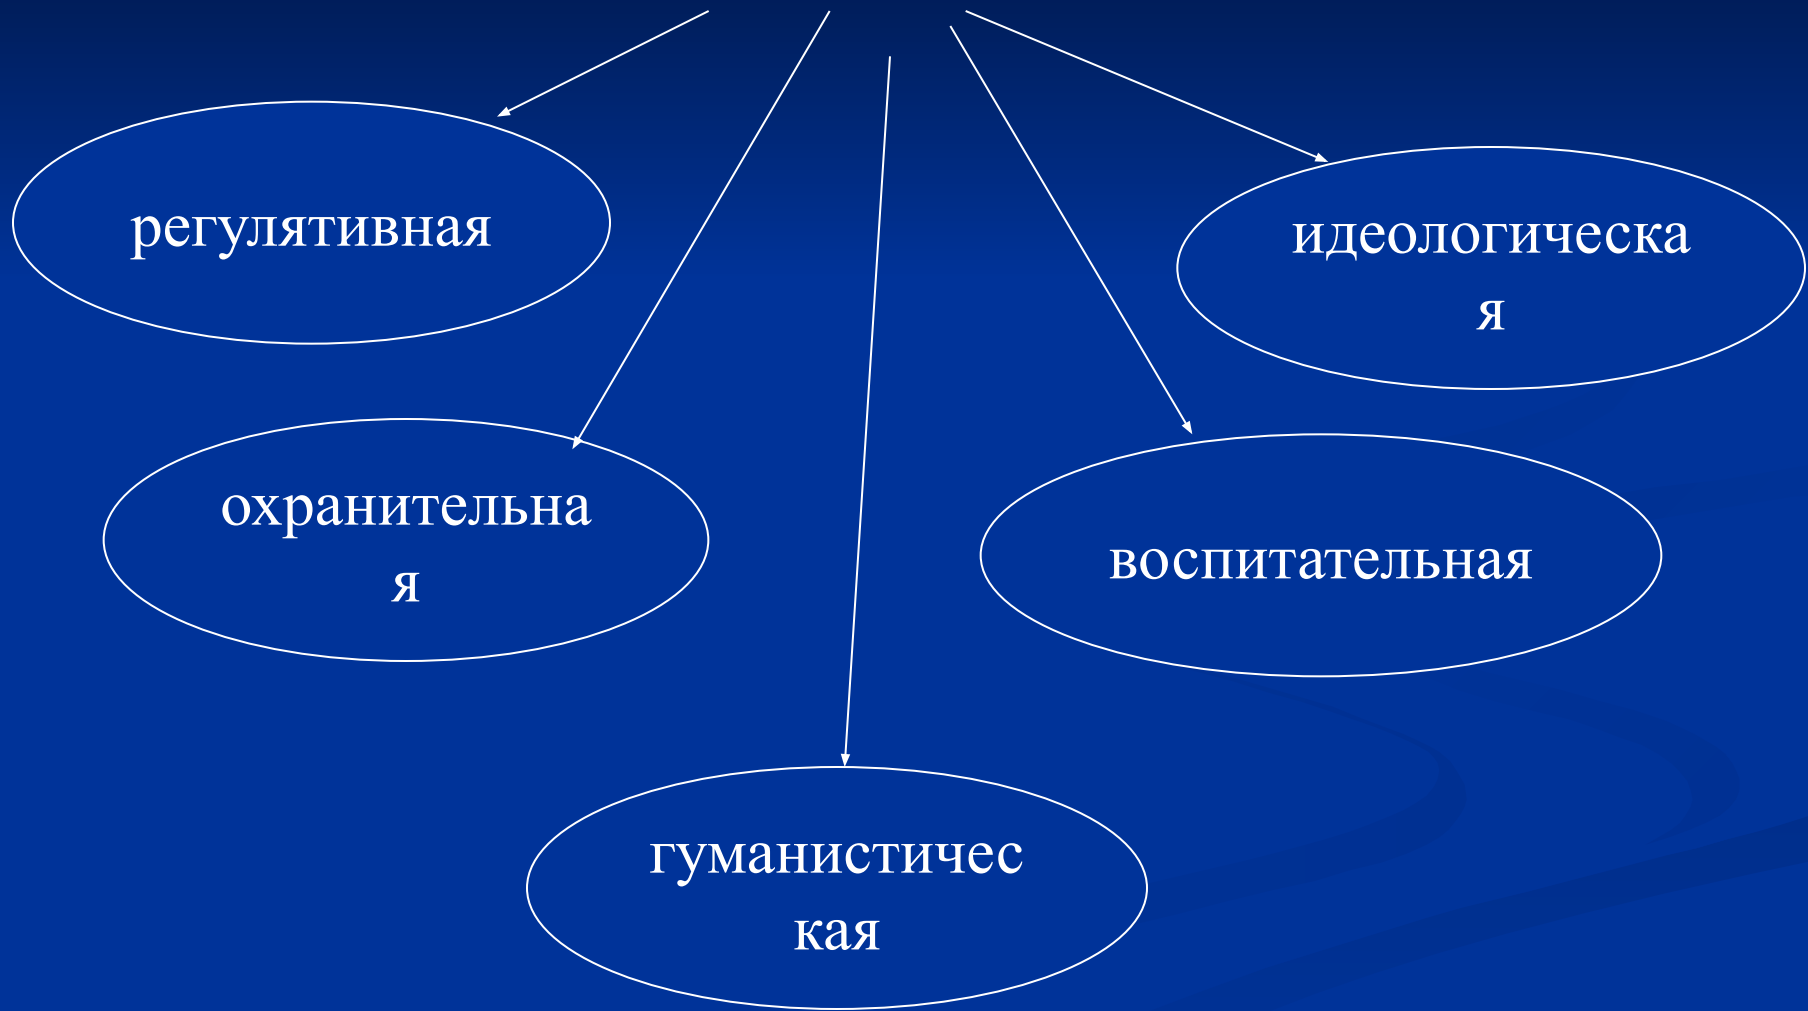 регулятивная
идеологическа
я
охранительна
я
воспитательная
гуманистичес
кая